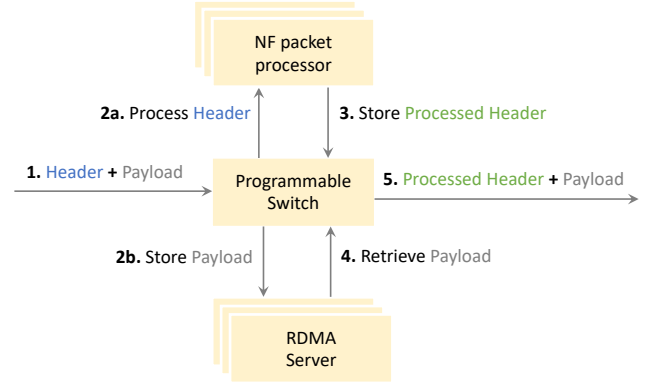 NF packet
processor
2a. Process Header
3. Store Processed Header
1. Header + Payload
Programmable
Switch
5. Processed Header + Payload
2b. Store Payload
4. Retrieve Payload
RDMA
Server